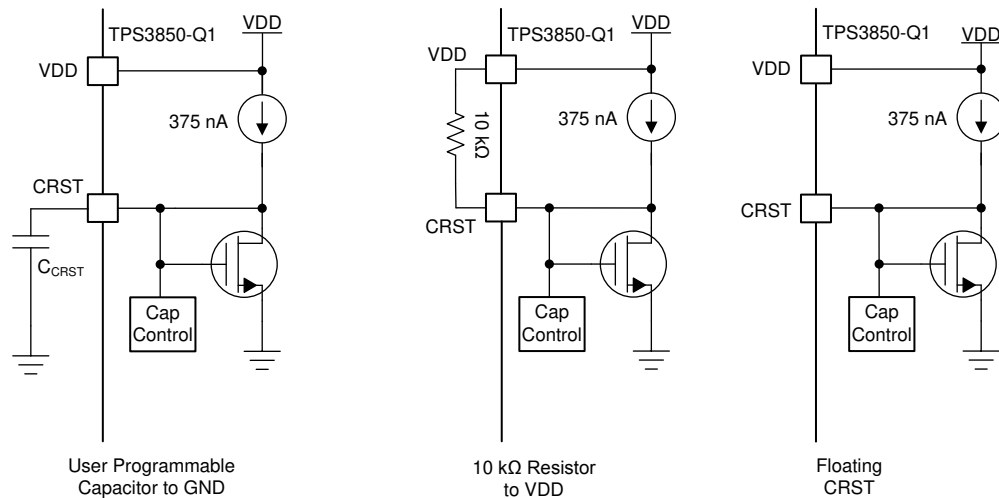 TPS3850-Q1
VDD
VDD
375 nA
CRST
C_CRST
Cap
Control
User Programmable
Capacitor to GND
TPS3850-Q1
VDD
VDD
10 kΩ
375 nA
CRST
Cap
Control
10 kΩ Resistor
to VDD
TPS3850-Q1
VDD
VDD
375 nA
CRST
Cap
Control
Floating
CRST